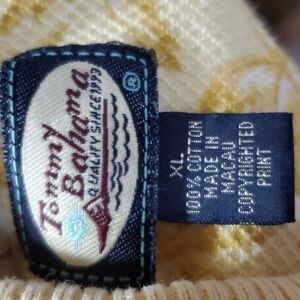 Tommy
Bahama
QUALITY SINCE 1993
®
XL
100% COTTON
MADE IN
MACAU
COPYRIGHTED
PRINT